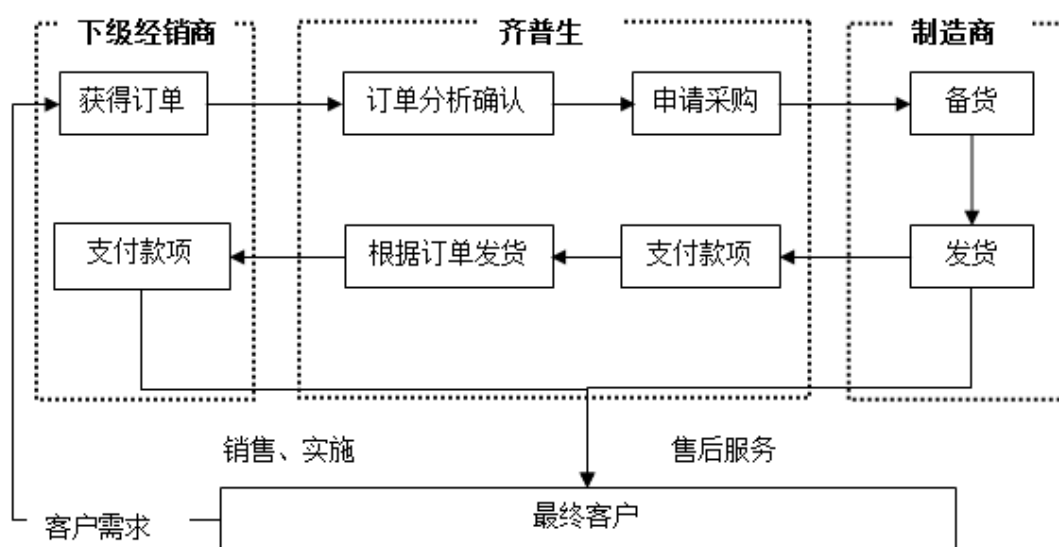 下级经销商
齐普生
制造商
获得订单
订单分析确认
申请采购
备货
支付款项
根据订单发货
支付款项
发货
销售、实施
售后服务
客户需求
最终客户